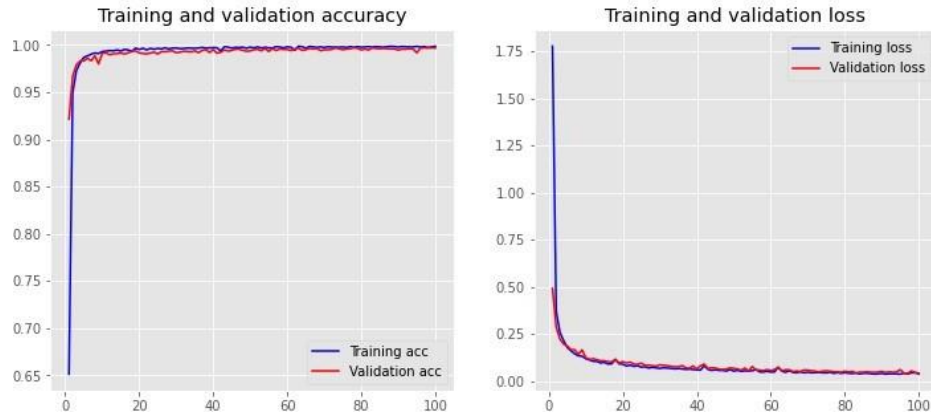 Training and validation accuracy
1.00
0.95
0.90
0.85
0.80
0.75
0.70
0.65
Training acc
Validation acc
0 20 40 60 80 100
Training and validation loss
1.75
1.50
1.25
1.00
0.75
0.50
0.25
0.00
Training loss
Validation loss
0 20 40 60 80 100